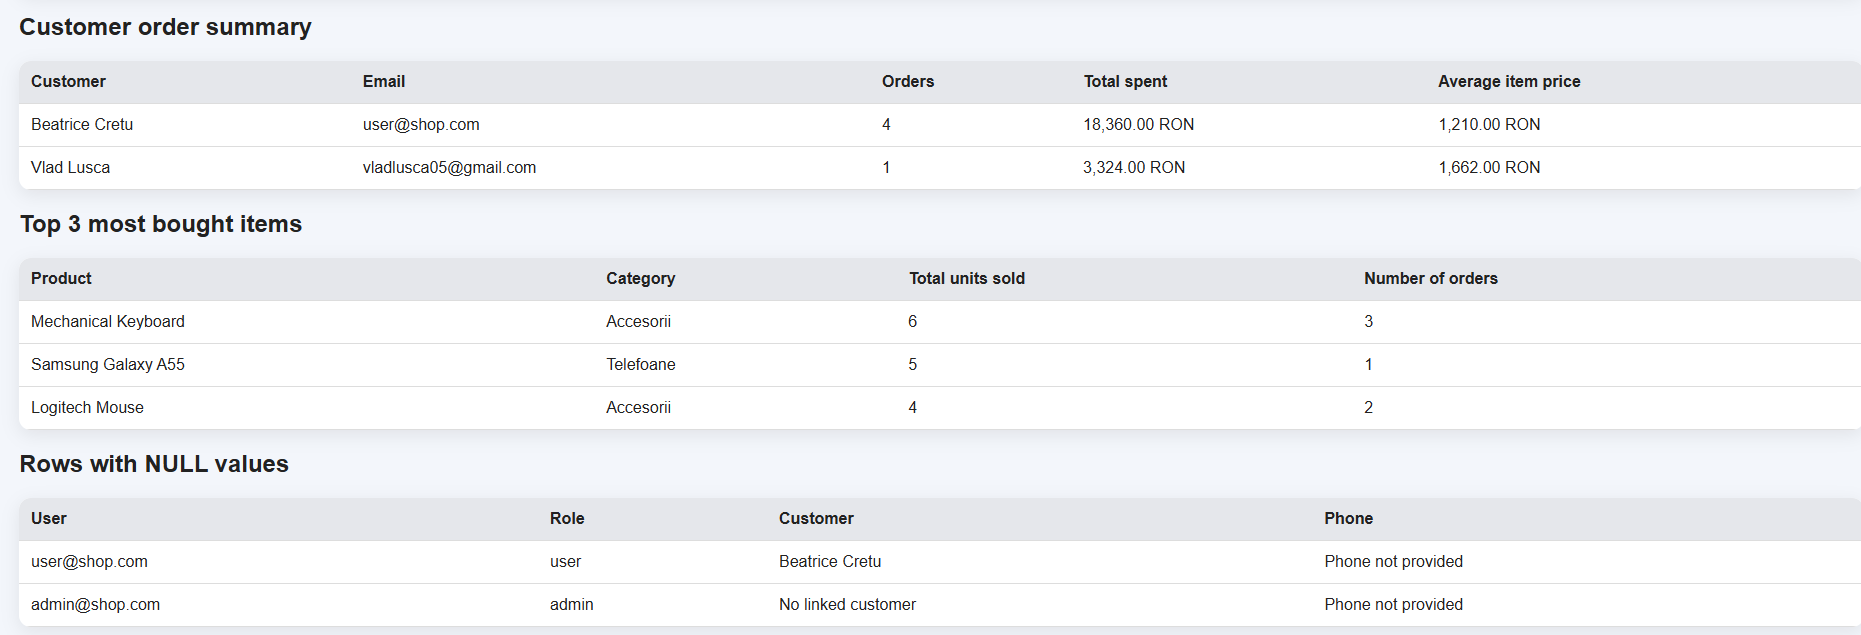 Customer order summary
Customer Email Orders Total spent Average item price
Beatrice Cretu user@shop.com 4 18,360.00 RON 1,210.00 RON
Vlad Lusca vladlusca05@gmail.com 1 3,324.00 RON 1,662.00 RON
Top 3 most bought items
Product Category Total units sold Number of orders
Mechanical Keyboard Accesorii 6 3
Samsung Galaxy A55 Telefoane 5 1
Logitech Mouse Accesorii 4 2
Rows with NULL values
User Role Customer Phone
user@shop.com user Beatrice Cretu Phone not provided
admin@shop.com admin No linked customer Phone not provided